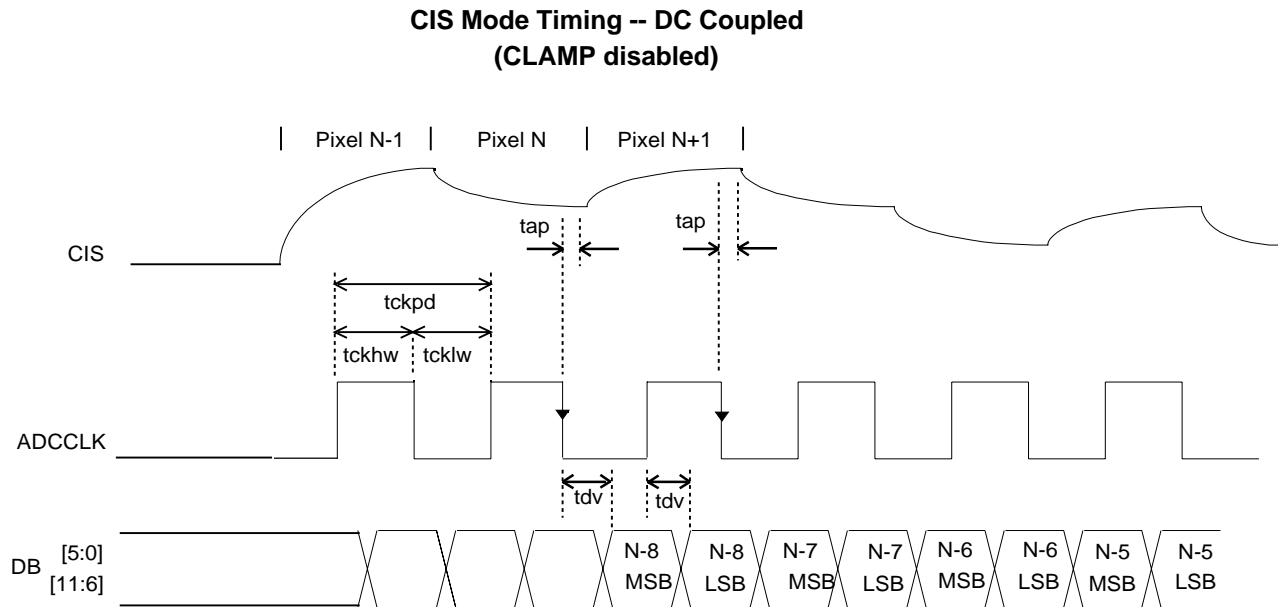 CIS Mode Timing -- DC Coupled
(CLAMP disabled)
Pixel N-1
Pixel N
Pixel N+1
tap
tap
CIS
tckpd
tckhw
tcklw
ADCCLK
tdv
tdv
DB
[5:0]
[11:6]
N-8
MSB
N-8
LSB
N-7
MSB
N-7
LSB
N-6
MSB
N-6
LSB
N-5
MSB
N-5
LSB